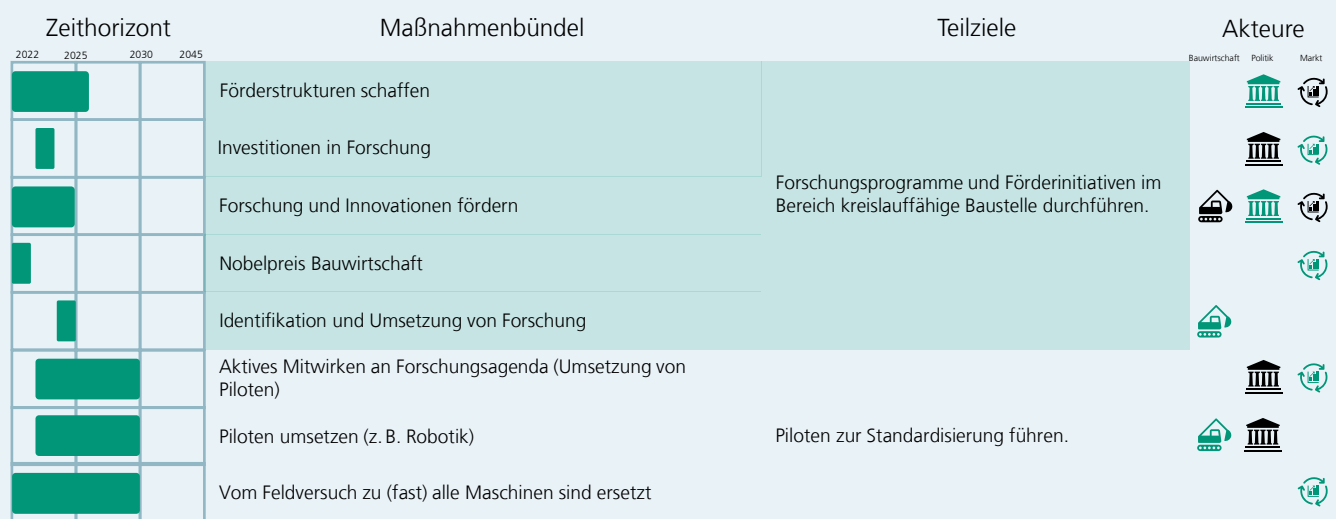 Zeithorizont
Maßnahmenbündel
Teilziele
Akteure
2022 2025 2030 2045
Bauwirtschaft Politik Markt
Förderstrukturen schaffen
Investitionen in Forschung
Forschung und Innovationen fördern
Nobelpreis Bauwirtschaft
Identifikation und Umsetzung von Forschung
Forschungsprogramme und Förderinitiativen im
Bereich kreislauffähige Baustelle durchführen.
Aktives Mitwirken an Forschungsagenda (Umsetzung von
Piloten)
Piloten umsetzen (z. B. Robotik)
Vom Feldversuch zu (fast) alle Maschinen sind ersetzt
Piloten zur Standardisierung führen.